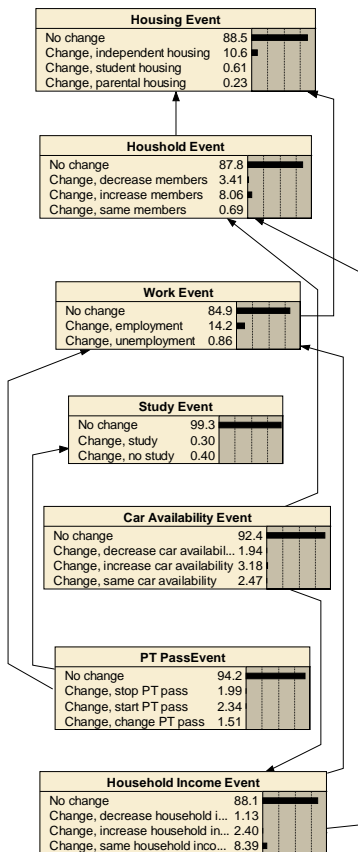 Housing Event
No change 88.5
Change, independent housing 10.6
Change, student housing 0.61
Change, parental housing 0.23
Houshold Event
No change 87.8
Change, decrease members 3.41
Change, increase members 8.06
Change, same members 0.69
Work Event
No change 84.9
Change, employment 14.2
Change, unemployment 0.86
Study Event
No change 99.3
Change, study 0.30
Change, no study 0.40
Car Availability Event
No change 92.4
Change, decrease car availabil... 1.94
Change, increase car availability 3.18
Change, same car availability 2.47
PT PassEvent
No change 94.2
Change, stop PT pass 1.99
Change, start PT pass 2.34
Change, change PT pass 1.51
Household Income Event
No change 88.1
Change, decrease household i... 1.13
Change, increase household in... 2.40
Change, same household inco... 8.39